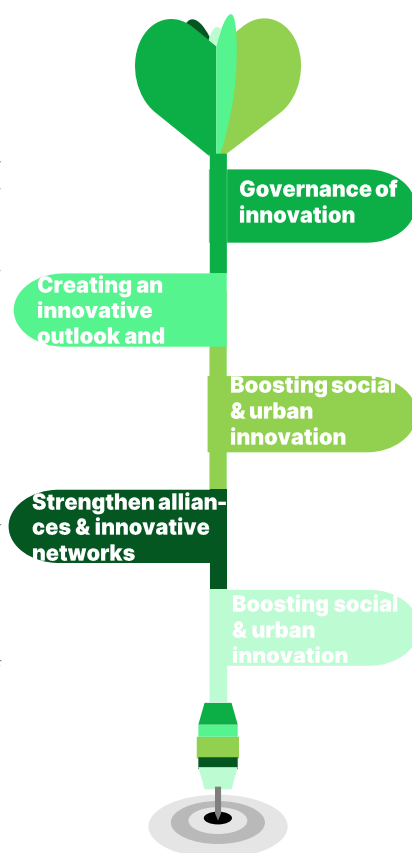 Governance of
innovation
Creating an
innovative
outlook and
Boosting social
& urban
innovation
Strengthen allian-
ces & innovative
networks
Boosting social
& urban
innovation